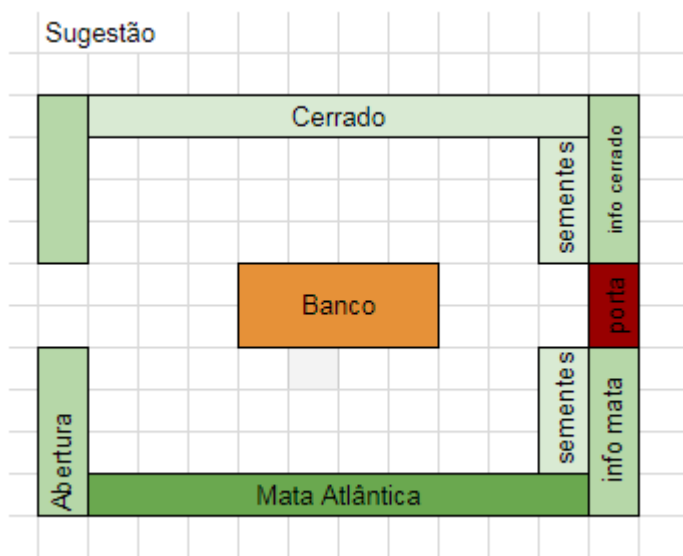 Sugestão
Cerrado
sementes
info cerrado
Banco
porta
Abertura
sementes
info mata
Mata Atlântica